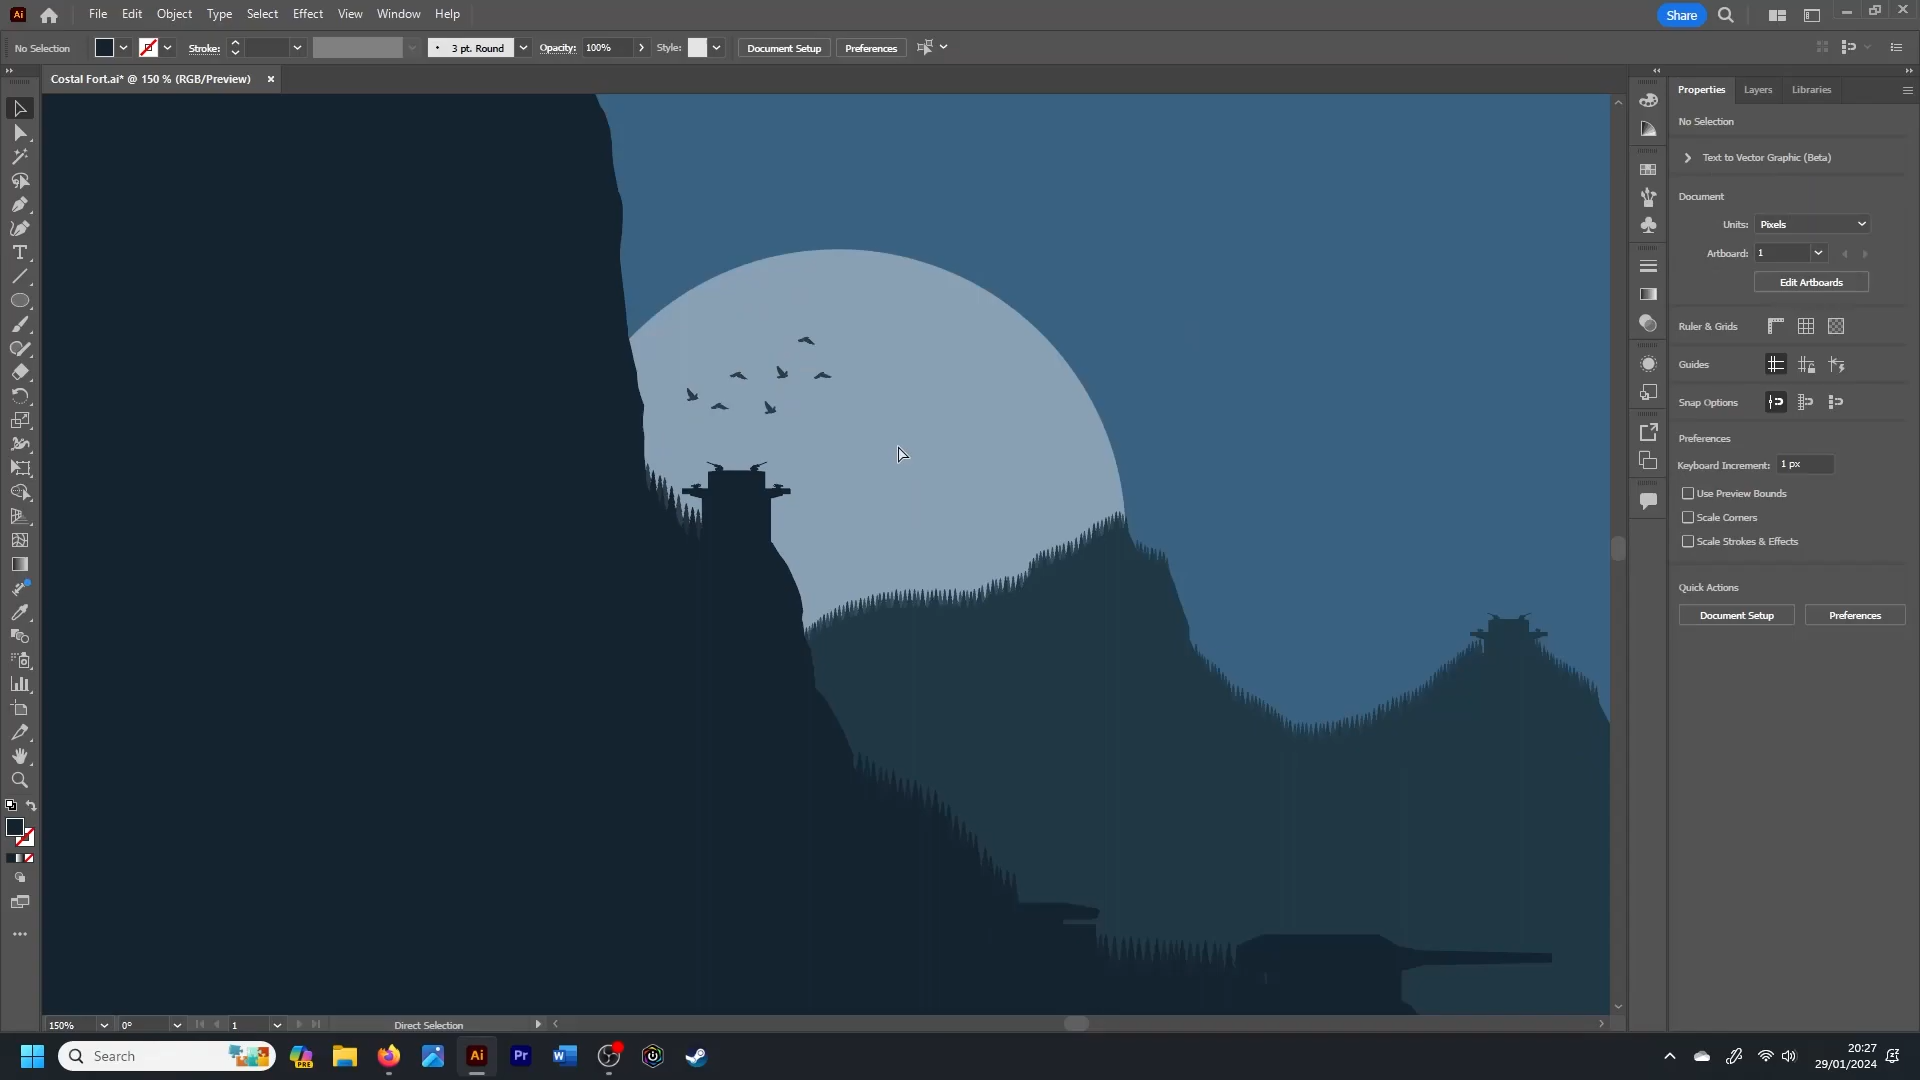 Ai File Edit Object Type Select Effect View Window Help Share
No Selection Stroke: 3 pt. Round Opacity: 100% Style: Document Setup Preferences
Costal Fort.ai* @ 150 % (RGB/Preview) ×
Properties Layers Libraries
No Selection
Text to Vector Graphic (Beta)
Document
Units: Pixels
Artboard: 1
Edit Artboards
Ruler & Grids
Guides
Snap Options
Preferences
Keyboard Increment: 1 px
Use Preview Bounds
Scale Corners
Scale Strokes & Effects
Quick Actions
Document Setup Preferences
150% 0° 1 Direct Selection
Search PRE Ai Pr W 20:27
29/01/2024